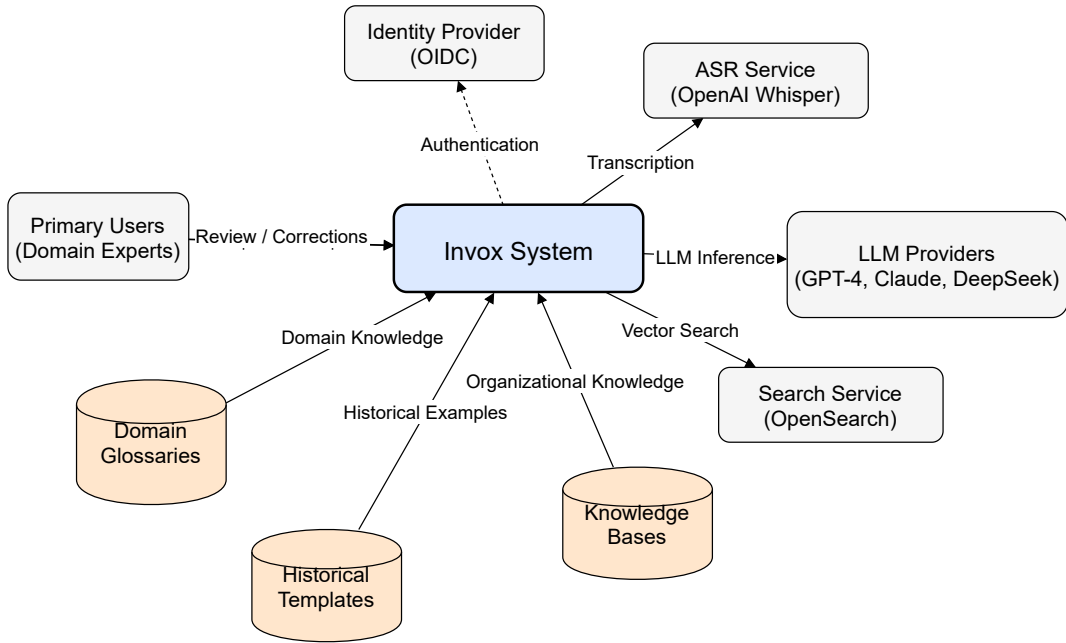 Identity Provider
(OIDC)
ASR Service
(OpenAI Whisper)
Authentication
Transcription
Primary Users
(Domain Experts)
Review / Corrections
Invox System
LLM Inference
LLM Providers
(GPT-4, Claude, DeepSeek)
Domain Knowledge
Vector Search
Organizational Knowledge
Historical Examples
Search Service
(OpenSearch)
Domain
Glossaries
Knowledge
Bases
Historical
Templates